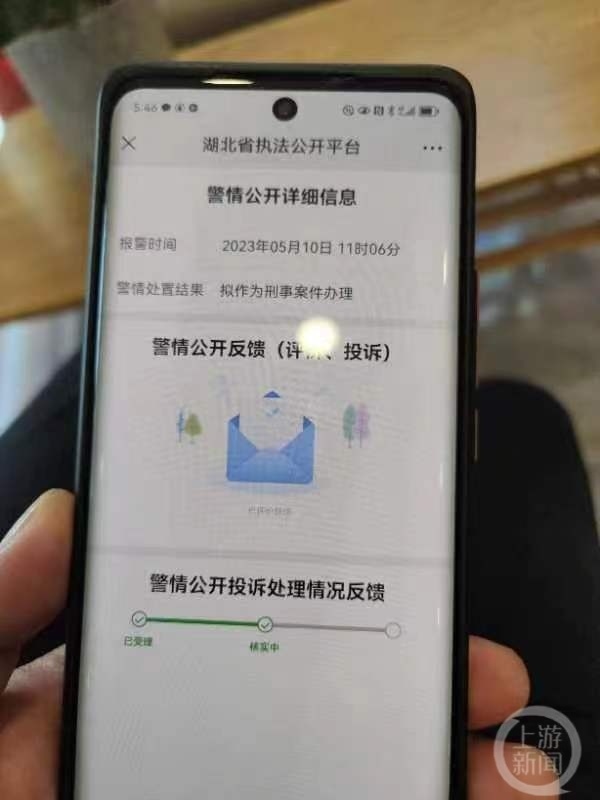 5:46
湖北省执法公开平台
警情公开详细信息
报警时间 2023年05月10日 11时06分
警情处置结果 拟作为刑事案件办理
警情公开反馈（评 、投诉）
警情公开投诉处理情况反馈
已受理
核实中
上游新闻